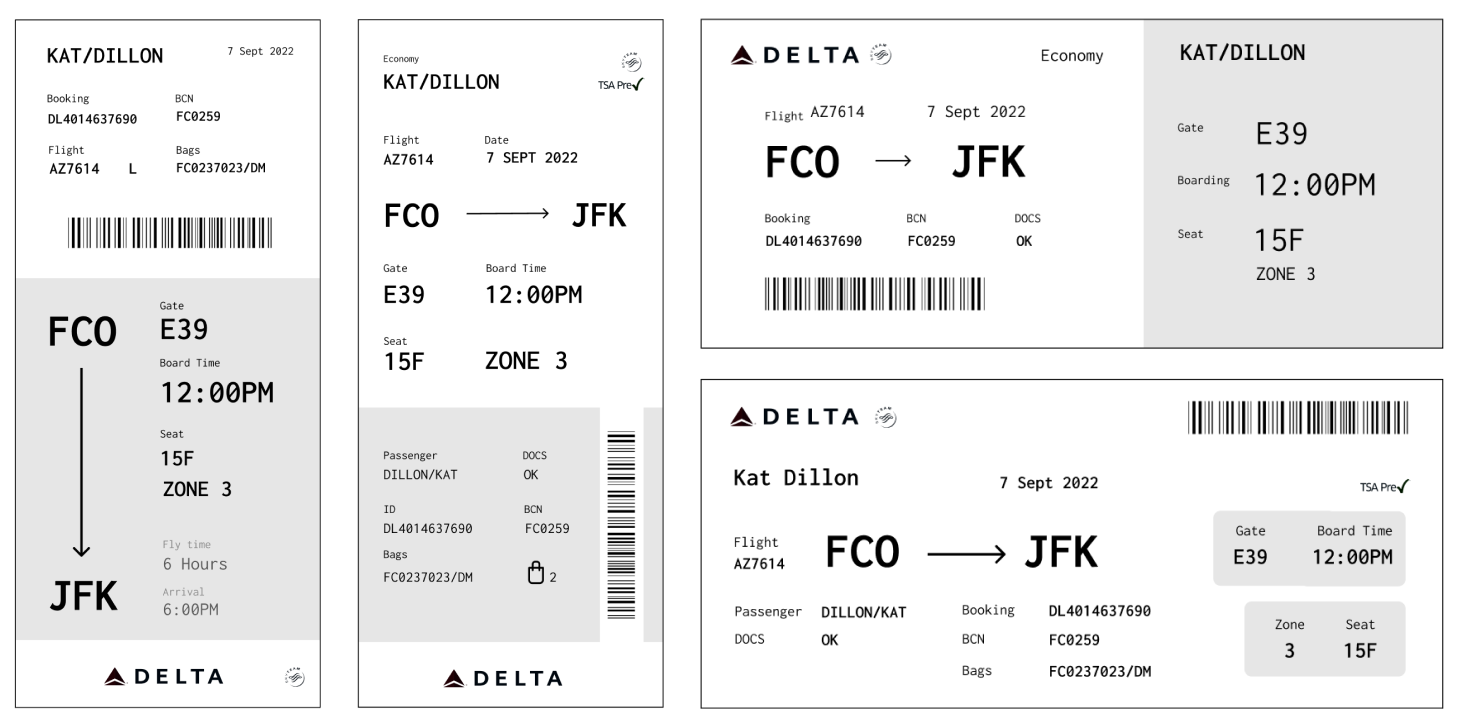 KAT/DILLON 7 Sept 2022
Booking BCN
DL4014637690 FC0259
Flight Bags
AZ7614 L FC0237023/DM
FCO
Gate
E39
Board Time
12:00PM
Seat
15F
ZONE 3
Fly time
6 Hours
Arrival
6:00PM
JFK
DELTA
Economy
KAT/DILLON TSA Pre✓
Flight Date
AZ7614 7 SEPT 2022
FCO JFK
Gate Board Time
E39 12:00PM
Seat
15F ZONE 3
Passenger DOCS
DILLON/KAT OK
ID BCN
DL4014637690 FC0259
Bags
FC0237023/DM 2
DELTA
DELTA Economy
Flight AZ7614 7 Sept 2022
FCO JFK
Booking BCN DOCS
DL4014637690 FC0259 OK
KAT/DILLON
Gate E39
Boarding 12:00PM
Seat 15F
ZONE 3
DELTA
Kat Dillon 7 Sept 2022
TSA Pre✓
Flight
AZ7614
FCO JFK
Gate Board Time
E39 12:00PM
Passenger DILLON/KAT Booking DL4014637690
DOCS OK BCN FC0259
Bags FC0237023/DM
Zone Seat
3 15F